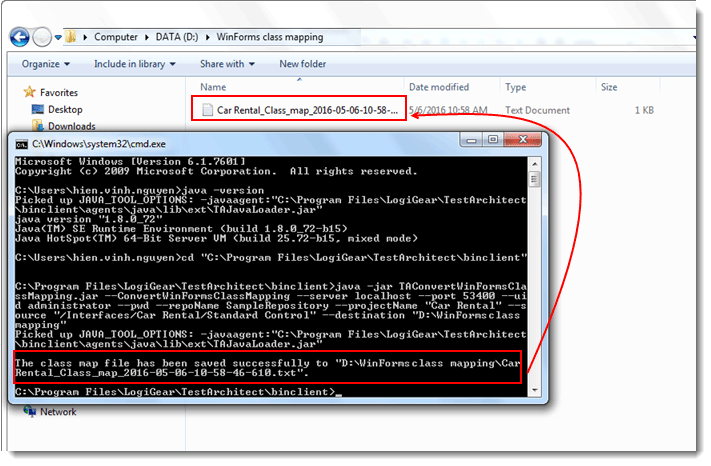 Computer ▸ DATA (D:) ▸ WinForms class mapping
Organize ▾ Include in library ▾ Share with ▾ New folder
Name Date modified Type Size
Favorites
Desktop
Downloads
Car Rental_Class_map_2016-05-06-10-58-... 5/6/2016 10:58 AM Text Document 1 KB
C:\Windows\system32\cmd.exe
Microsoft Windows [Version 6.1.7601]
Copyright (c) 2009 Microsoft Corporation. All rights reserved.
C:\Users\hien.vinh.nguyen>java -version
Picked up JAVA_TOOL_OPTIONS: -javaagent:"C:\Program Files\LogiGear\TestArchitect
\binclient\agents\java\lib\ext\TAJavaLoader.jar"
java version "1.8.0_72"
Java(TM) SE Runtime Environment (build 1.8.0_72-b15)
Java HotSpot(TM) 64-Bit Server VM (build 25.72-b15, mixed mode)
C:\Users\hien.vinh.nguyen>cd "C:\Program Files\LogiGear\TestArchitect\binclient"
C:\Program Files\LogiGear\TestArchitect\binclient>java -jar TAConvertWinFormsCla
ssMapping.jar --ConvertWinFormsClassMapping --server localhost --port 53400 --ui
d administrator --pwd --repoName SampleRepository --projectName "Car Rental" --s
ource "/Interfaces/Car Rental/Standard Control" --destination "D:\WinForms class
mapping"
Picked up JAVA_TOOL_OPTIONS: -javaagent:"C:\Program Files\LogiGear\TestArchitect
\binclient\agents\java\lib\ext\TAJavaLoader.jar"
The class map file has been saved successfully to "D:\WinForms class mapping\Car
Rental_Class_map_2016-05-06-10-58-46-610.txt".
C:\Program Files\LogiGear\TestArchitect\binclient>_
Network